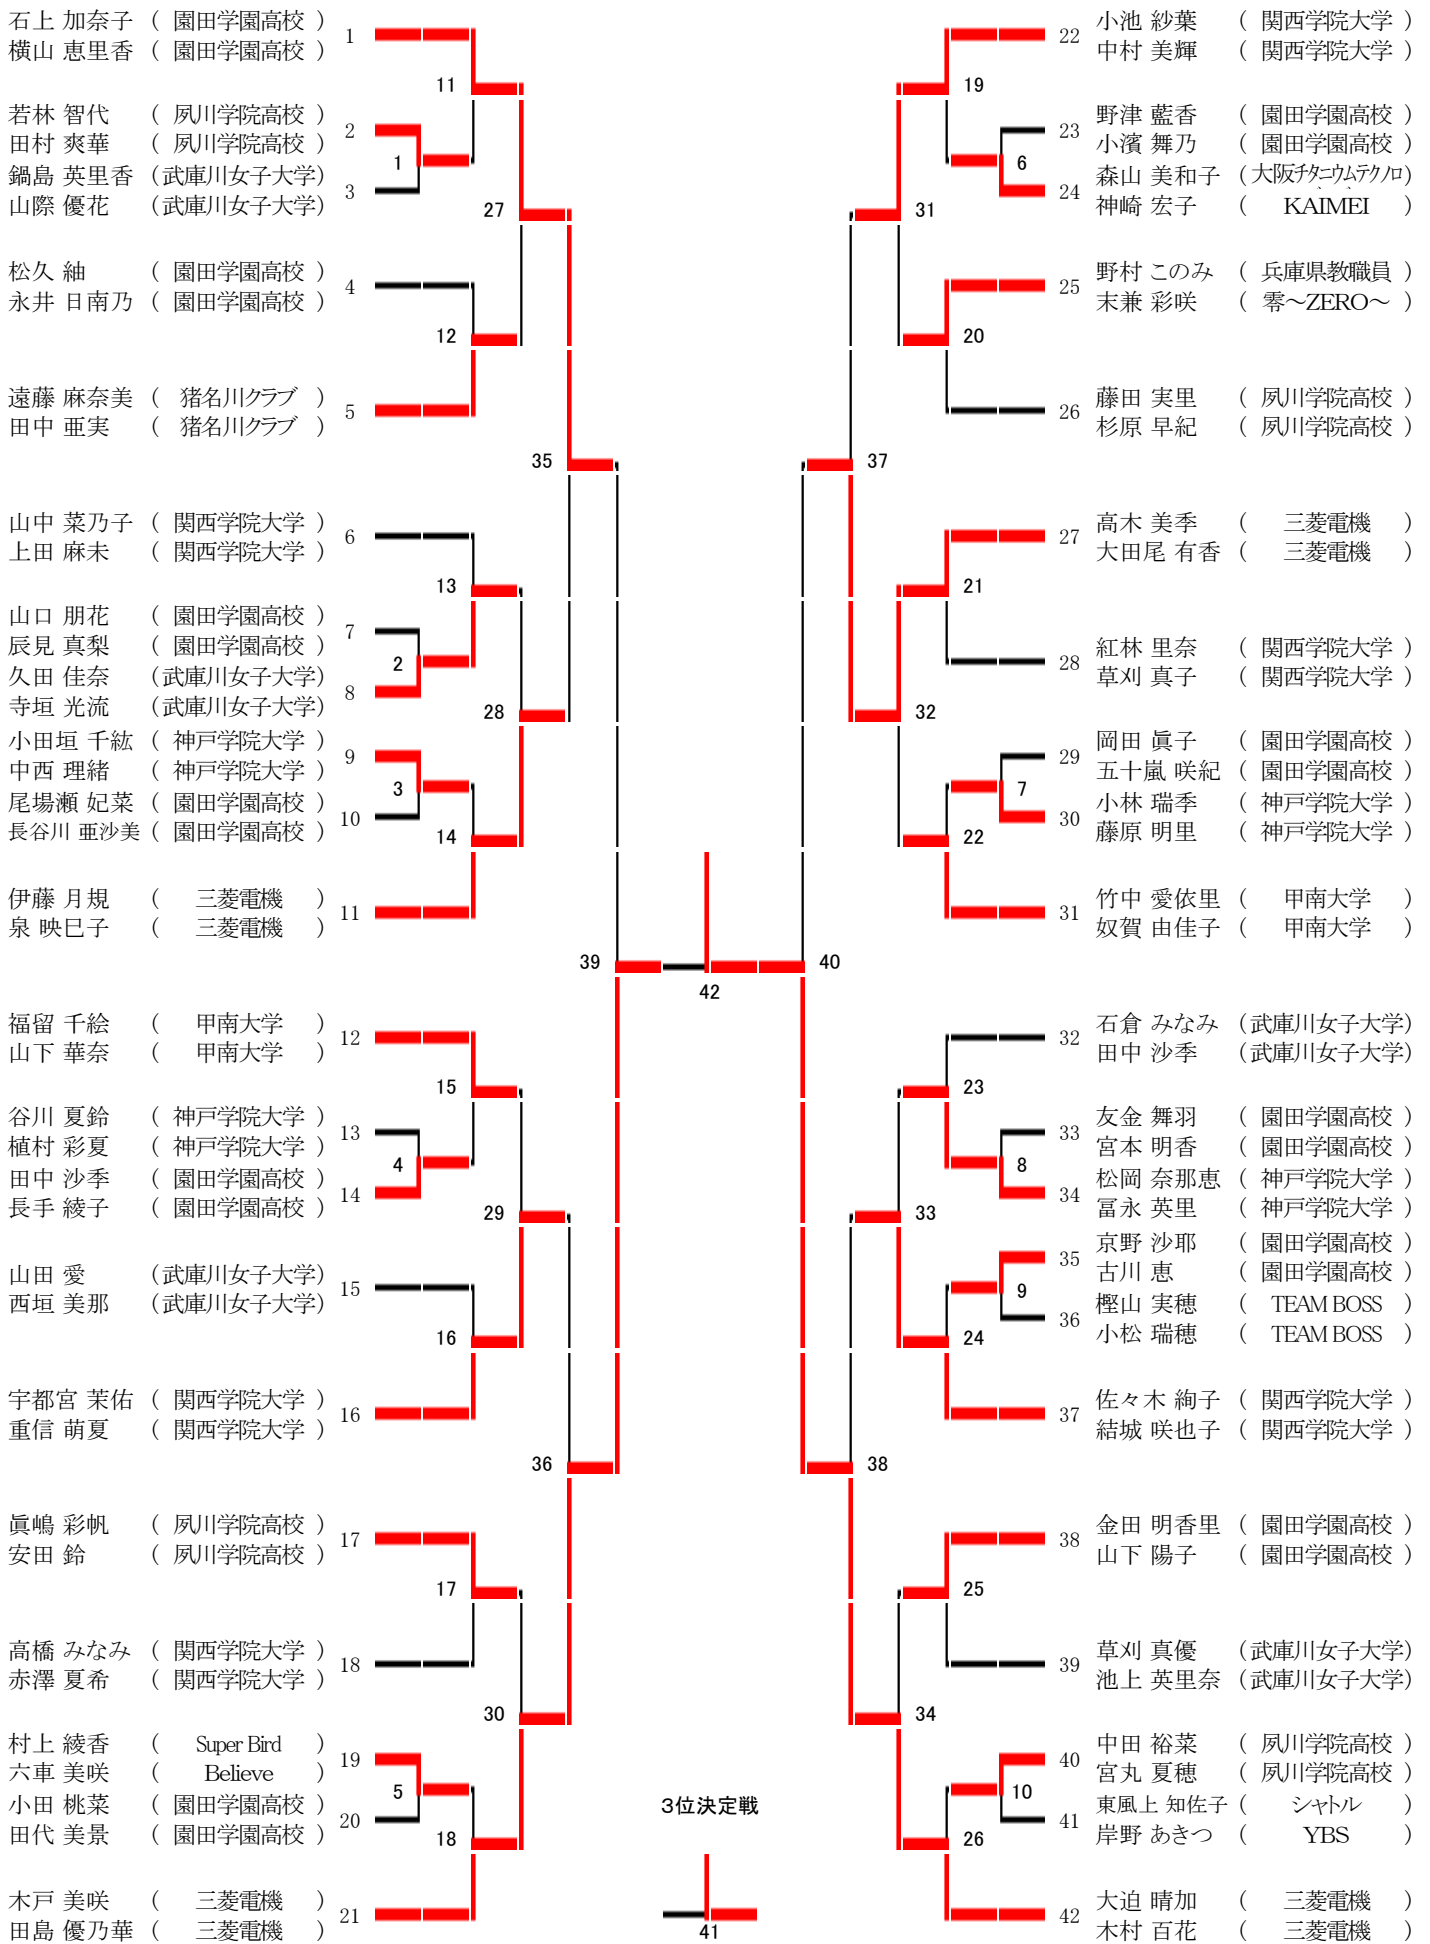 石上 加奈子 ( 園田学園高校 ) 1
横山 恵里香 ( 園田学園高校 )
11
若林 智代 ( 夙川学院高校 ) 2
田村 爽華 ( 夙川学院高校 )
1
鍋島 英里香 (武庫川女子大学) 3
山際 優花 (武庫川女子大学)
27
松久 紬 ( 園田学園高校 ) 4
永井 日南乃 ( 園田学園高校 )
12
遠藤 麻奈美 ( 猪名川クラブ ) 5
田中 亜実 ( 猪名川クラブ )
35
山中 菜乃子 ( 関西学院大学 ) 6
上田 麻未 ( 関西学院大学 )
13
山口 朋花 ( 園田学園高校 ) 7
辰見 真梨 ( 園田学園高校 )
2
久田 佳奈 (武庫川女子大学) 8
寺垣 光流 (武庫川女子大学)
28
小田垣 千紘 ( 神戸学院大学 ) 9
中西 理緒 ( 神戸学院大学 )
3
尾場瀬 妃菜 ( 園田学園高校 ) 10
長谷川 亜沙美 ( 園田学園高校 )
14
伊藤 月規 ( 三菱電機 ) 11
泉 映巳子 ( 三菱電機 )
39
福留 千絵 ( 甲南大学 ) 12
山下 華奈 ( 甲南大学 )
15
谷川 夏鈴 ( 神戸学院大学 ) 13
植村 彩夏 ( 神戸学院大学 )
4
田中 沙季 ( 園田学園高校 ) 14
長手 綾子 ( 園田学園高校 )
29
山田 愛 (武庫川女子大学) 15
西垣 美那 (武庫川女子大学)
16
宇都宮 茉佑 ( 関西学院大学 ) 16
重信 萌夏 ( 関西学院大学 )
36
眞嶋 彩帆 ( 夙川学院高校 ) 17
安田 鈴 ( 夙川学院高校 )
17
高橋 みなみ ( 関西学院大学 ) 18
赤澤 夏希 ( 関西学院大学 )
30
村上 綾香 ( Super Bird ) 19
六車 美咲 ( Believe )
5
小田 桃菜 ( 園田学園高校 ) 20
田代 美景 ( 園田学園高校 )
18
木戸 美咲 ( 三菱電機 ) 21
田島 優乃華 ( 三菱電機 )
42
3位決定戦
41
22 小池 紗葉 ( 関西学院大学 )
中村 美輝 ( 関西学院大学 )
19
23 野津 藍香 ( 園田学園高校 )
小濱 舞乃 ( 園田学園高校 )
6
24 森山 美和子 (大阪チタニウムテクノロ)
神崎 宏子 ( KAIMEI )
31
25 野村 このみ ( 兵庫県教職員 )
末兼 彩咲 ( 零～ZERO～ )
20
26 藤田 実里 ( 夙川学院高校 )
杉原 早紀 ( 夙川学院高校 )
37
27 高木 美季 ( 三菱電機 )
大田尾 有香 ( 三菱電機 )
21
28 紅林 里奈 ( 関西学院大学 )
草刈 真子 ( 関西学院大学 )
32
29 岡田 眞子 ( 園田学園高校 )
五十嵐 咲紀 ( 園田学園高校 )
7
30 小林 瑞季 ( 神戸学院大学 )
藤原 明里 ( 神戸学院大学 )
22
31 竹中 愛依里 ( 甲南大学 )
奴賀 由佳子 ( 甲南大学 )
40
32 石倉 みなみ (武庫川女子大学)
田中 沙季 (武庫川女子大学)
23
33 友金 舞羽 ( 園田学園高校 )
宮本 明香 ( 園田学園高校 )
8
34 松岡 奈那恵 ( 神戸学院大学 )
冨永 英里 ( 神戸学院大学 )
33
35 京野 沙耶 ( 園田学園高校 )
古川 恵 ( 園田学園高校 )
9
36 樫山 実穂 ( TEAM BOSS )
小松 瑞穂 ( TEAM BOSS )
24
37 佐々木 絢子 ( 関西学院大学 )
結城 咲也子 ( 関西学院大学 )
38
38 金田 明香里 ( 園田学園高校 )
山下 陽子 ( 園田学園高校 )
25
39 草刈 真優 (武庫川女子大学)
池上 英里奈 (武庫川女子大学)
34
40 中田 裕菜 ( 夙川学院高校 )
宮丸 夏穂 ( 夙川学院高校 )
10
41 東風上 知佐子 ( シャトル )
岸野 あきつ ( YBS )
26
42 大迫 晴加 ( 三菱電機 )
木村 百花 ( 三菱電機 )